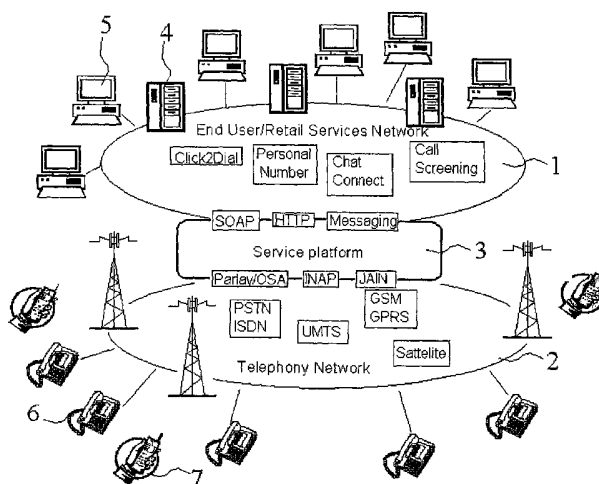 5
4
End User/Retail Services Network
Click2Dial
Personal
Number
Chat
Connect
Call
Screening
1
SOAP
HTTP
Messaging
Service platform
3
Parlay/OSA
INAP
JAIN
PSTN
ISDN
UMTS
GSM
GPRS
Sattelite
Telephony Network
2
6
7